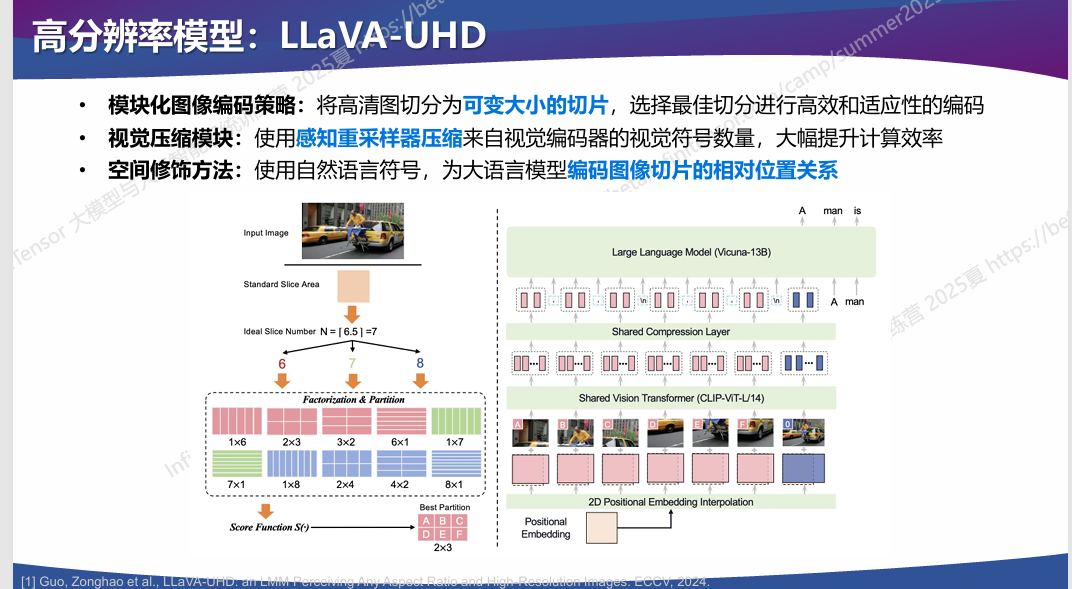 高分辨率模型：LLaVA-UHD
• 模块化图像编码策略：将高清图切分为可变大小的切片，选择最佳切分进行高效和适应性的编码
• 视觉压缩模块：使用感知重采样器压缩来自视觉编码器的视觉符号数量，大幅提升计算效率
• 空间修饰方法：使用自然语言符号，为大语言模型编码图像切片的相对位置关系
Input Image
Standard Slice Area
Ideal Slice Number N = ⌈ 6.5 ⌉ =7
6 7 8
Factorization & Partition
1×6 2×3 3×2 6×1 1×7
7×1 1×8 2×4 4×2 8×1
Score Function S(·)
Best Partition
A B C
D E F
2×3
A man is
Large Language Model (Vicuna-13B)
, , \n , , \n
A man
Shared Compression Layer
Shared Vision Transformer (CLIP-ViT-L/14)
A B C D E F 0
2D Positional Embedding Interpolation
Positional
Embedding
[1] Guo, Zonghao et al., LLaVA-UHD: an LMM Perceiving Any Aspect Ratio and High-Resolution Images. ECCV, 2024.